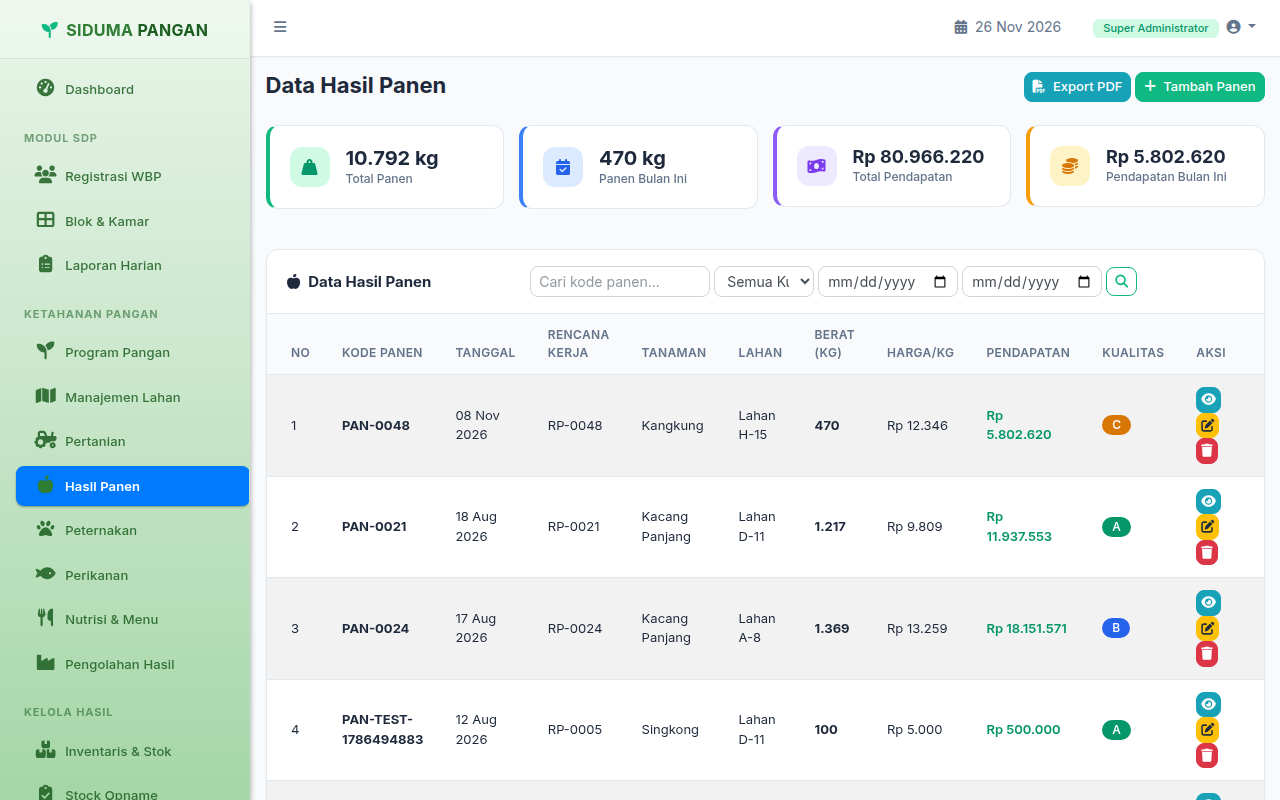 SIDUMA PANGAN
26 Nov 2026
Super Administrator
Dashboard
MODUL SDP
Registrasi WBP
Blok & Kamar
Laporan Harian
KETAHANAN PANGAN
Program Pangan
Manajemen Lahan
Pertanian
Hasil Panen
Peternakan
Perikanan
Nutrisi & Menu
Pengolahan Hasil
KELOLA HASIL
Inventaris & Stok
Stock Opname
Data Hasil Panen
Export PDF
Tambah Panen
10.792 kg
Total Panen
470 kg
Panen Bulan Ini
Rp 80.966.220
Total Pendapatan
Rp 5.802.620
Pendapatan Bulan Ini
Data Hasil Panen
Cari kode panen...
Semua Ku
mm/dd/yyyy
mm/dd/yyyy
NO
KODE PANEN
TANGGAL
RENCANA
KERJA
TANAMAN
LAHAN
BERAT
(KG)
HARGA/KG
PENDAPATAN
KUALITAS
AKSI
1
PAN-0048
08 Nov
2026
RP-0048
Kangkung
Lahan
H-15
470
Rp 12.346
Rp
5.802.620
C
2
PAN-0021
18 Aug
2026
RP-0021
Kacang
Panjang
Lahan
D-11
1.217
Rp 9.809
Rp
11.937.553
A
3
PAN-0024
17 Aug
2026
RP-0024
Kacang
Panjang
Lahan
A-8
1.369
Rp 13.259
Rp 18.151.571
B
4
PAN-TEST-
1786494883
12 Aug
2026
RP-0005
Singkong
Lahan
D-11
100
Rp 5.000
Rp 500.000
A